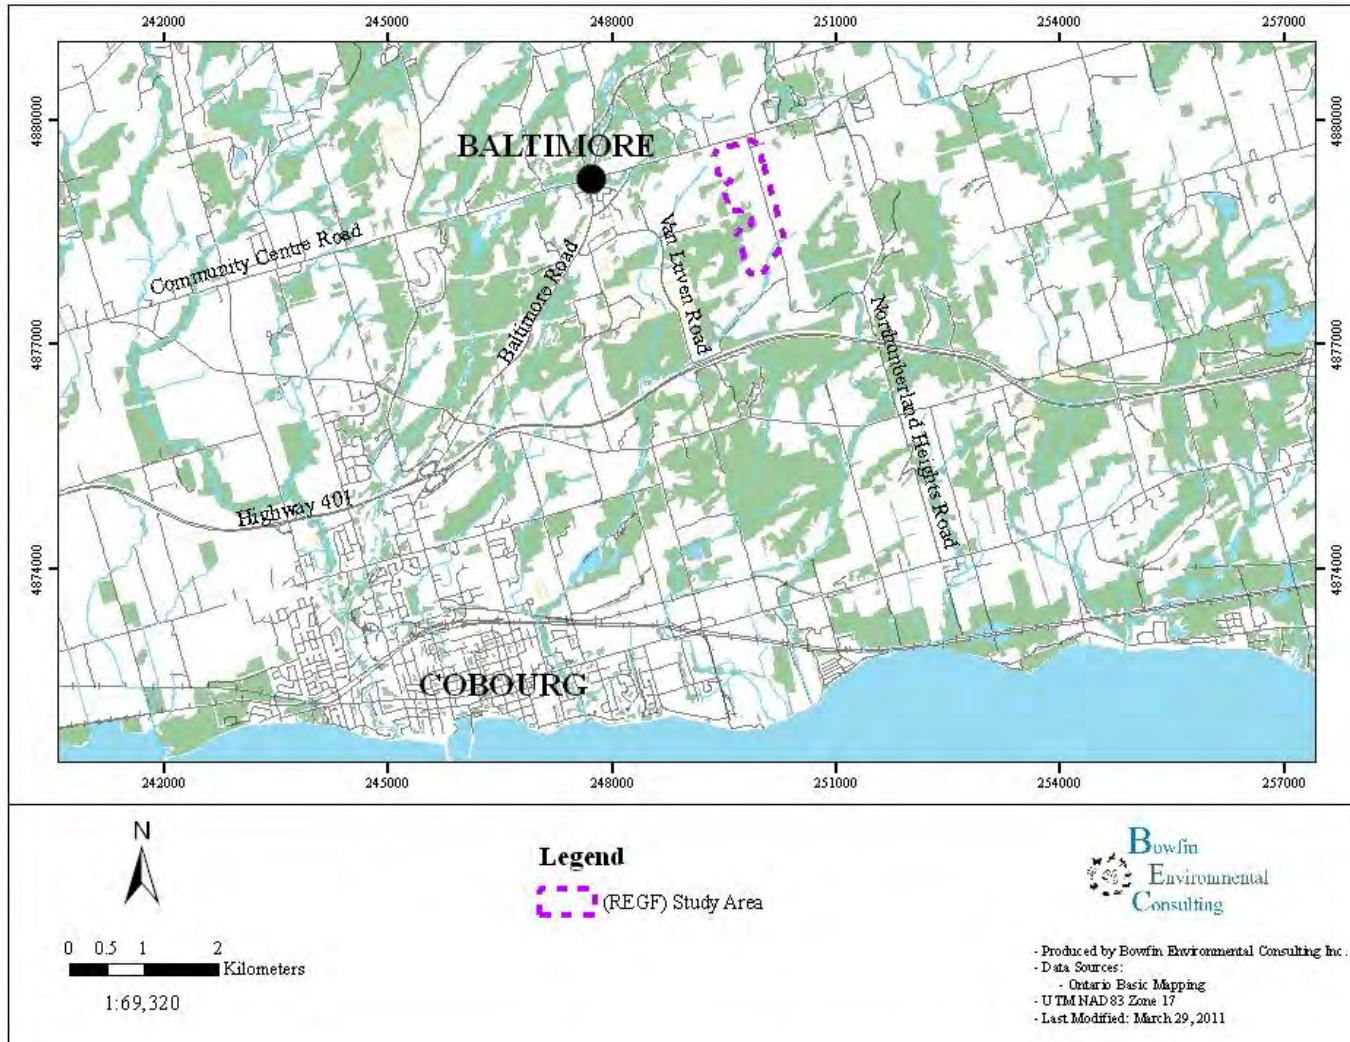 242000 245000 248000 251000 254000 257000
4880000 4880000
BALTIMORE
Community Centre Road
Baltimore Road
Van Luven Road
Northumberland Heights Road
4877000 4877000
Highway 401
4874000 4874000
COBOURG
242000 245000 248000 251000 254000 257000
N
0 0.5 1 2
Kilometers
1:69,320
Legend
(REGF) Study Area
Bowfin
Environmental
Consulting
- Produced by Bowfin Environmental Consulting Inc.
- Data Sources:
- Ontario Basic Mapping
- UTM NAD83 Zone 17
- Last Modified: March 29, 2011